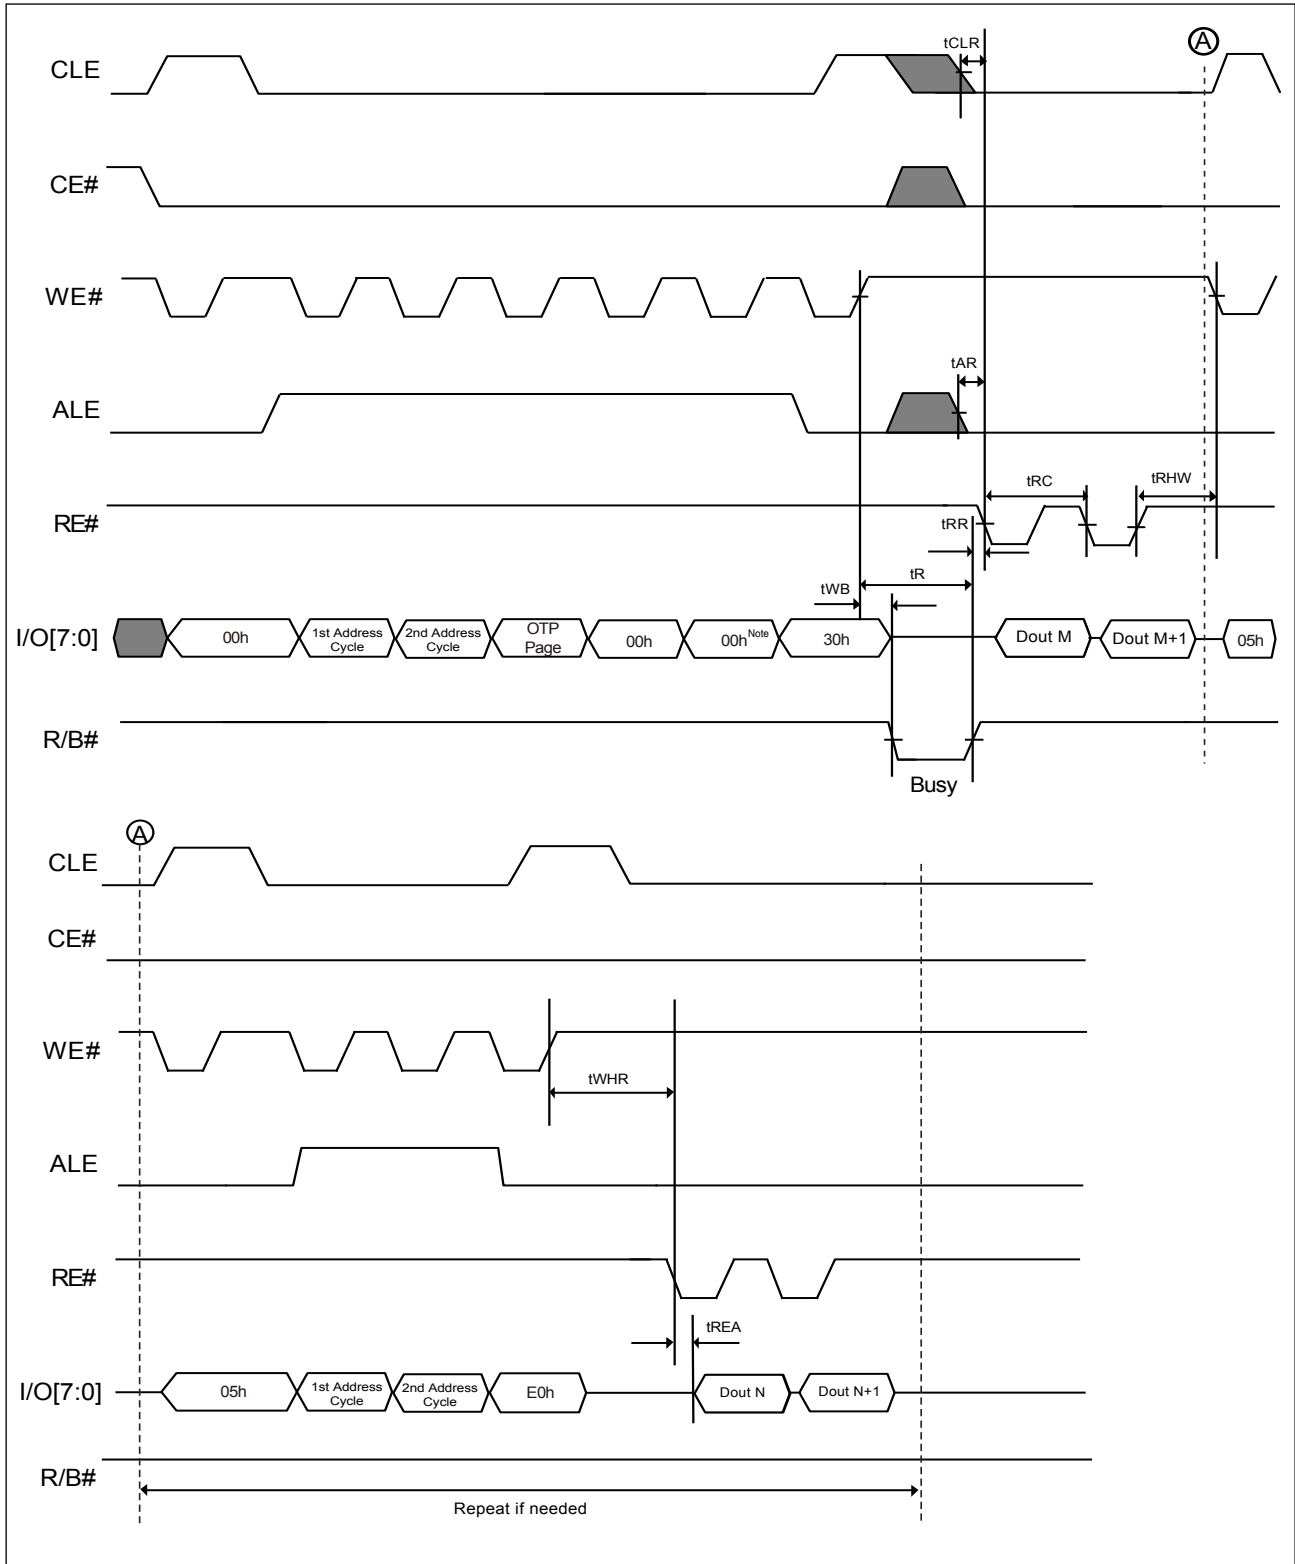 A
tCLR
CLE
CE#
WE#
tAR
ALE
tRC
tRHW
RE#
tRR
tR
tWB
I/O[7:0]
00h
1st Address
Cycle
2nd Address
Cycle
OTP
Page
00h
00hNote
30h
Dout M
Dout M+1
05h
R/B#
Busy
A
CLE
CE#
WE#
tWHR
ALE
RE#
tREA
I/O[7:0]
05h
1st Address
Cycle
2nd Address
Cycle
E0h
Dout N
Dout N+1
R/B#
Repeat if needed